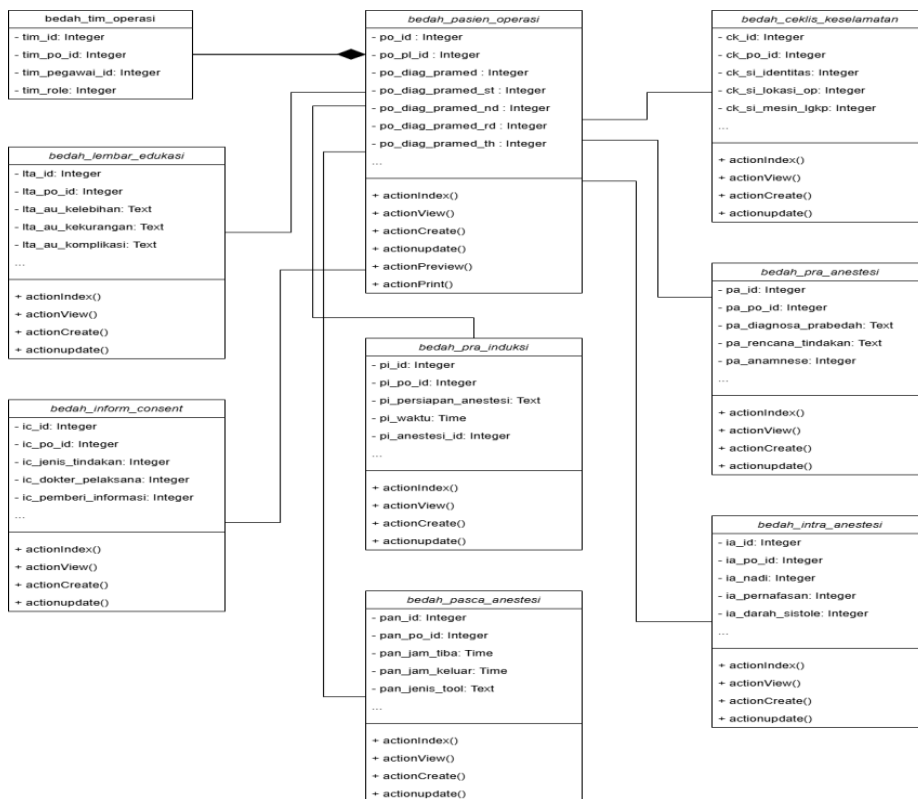 bedah_tim_operasi
- tim_id: Integer
- tim_po_id: Integer
- tim_pegawai_id: Integer
- tim_role: Integer
bedah_pasien_operasi
- po_id : Integer
- po_pl_id : Integer
- po_diag_pramed : Integer
- po_diag_pramed_st : Integer
- po_diag_pramed_nd : Integer
- po_diag_pramed_rd : Integer
- po_diag_pramed_th : Integer
...
+ actionIndex()
+ actionView()
+ actionCreate()
+ actionupdate()
+ actionPreview()
+ actionPrint()
bedah_ceklis_keselamatan
- ck_id: Integer
- ck_po_id: Integer
- ck_si_identitas: Integer
- ck_si_lokasi_op: Integer
- ck_si_mesin_lgkp: Integer
...
+ actionIndex()
+ actionView()
+ actionCreate()
+ actionupdate()
bedah_lembar_edukasi
- lta_id: Integer
- lta_po_id: Integer
- lta_au_kelebihan: Text
- lta_au_kekurangan: Text
- lta_au_komplikasi: Text
...
+ actionIndex()
+ actionView()
+ actionCreate()
+ actionupdate()
bedah_pra_anestesi
- pa_id: Integer
- pa_po_id: Integer
- pa_diagnosa_prabedah: Text
- pa_rencana_tindakan: Text
- pa_anamnese: Integer
...
+ actionIndex()
+ actionView()
+ actionCreate()
+ actionupdate()
bedah_pra_induksi
- pi_id: Integer
- pi_po_id: Integer
- pi_persiapan_anestesi: Text
- pi_waktu: Time
- pi_anestesi_id: Integer
...
+ actionIndex()
+ actionView()
+ actionCreate()
+ actionupdate()
bedah_inform_consent
- ic_id: Integer
- ic_po_id: Integer
- ic_jenis_tindakan: Integer
- ic_dokter_pelaksana: Integer
- ic_pemberi_informasi: Integer
...
+ actionIndex()
+ actionView()
+ actionCreate()
+ actionupdate()
bedah_intra_anestesi
- ia_id: Integer
- ia_po_id: Integer
- ia_nadi: Integer
- ia_pernafasan: Integer
- ia_darah_sistole: Integer
...
+ actionIndex()
+ actionView()
+ actionCreate()
+ actionupdate()
bedah_pasca_anestesi
- pan_id: Integer
- pan_po_id: Integer
- pan_jam_tiba: Time
- pan_jam_keluar: Time
- pan_jenis_tool: Text
...
+ actionIndex()
+ actionView()
+ actionCreate()
+ actionupdate()